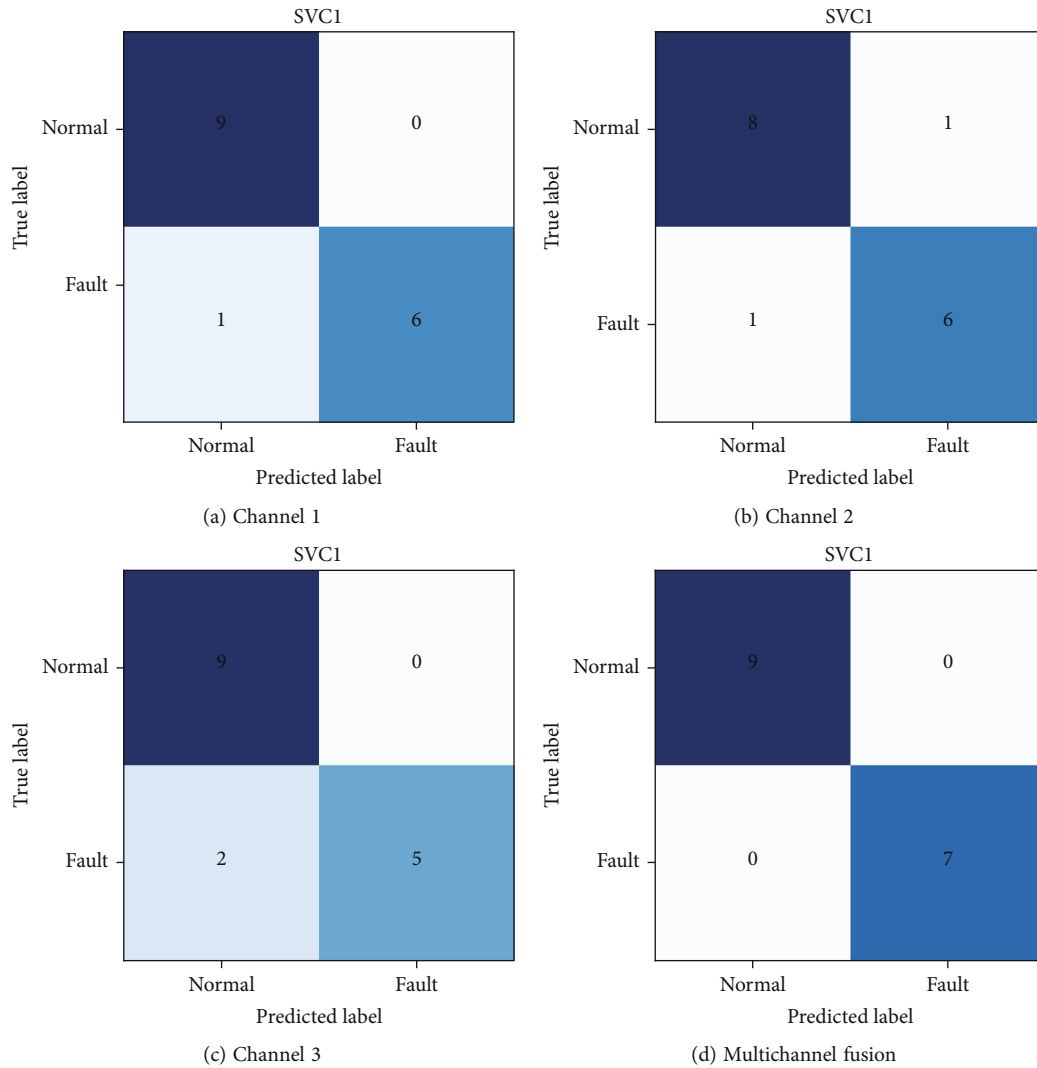 SVC1
True label
Normal
9
0
Fault
1
6
Normal
Fault
Predicted label
(a) Channel 1
SVC1
True label
Normal
8
1
Fault
1
6
Normal
Fault
Predicted label
(b) Channel 2
SVC1
True label
Normal
9
0
Fault
2
5
Normal
Fault
Predicted label
(c) Channel 3
SVC1
True label
Normal
9
0
Fault
0
7
Normal
Fault
Predicted label
(d) Multichannel fusion